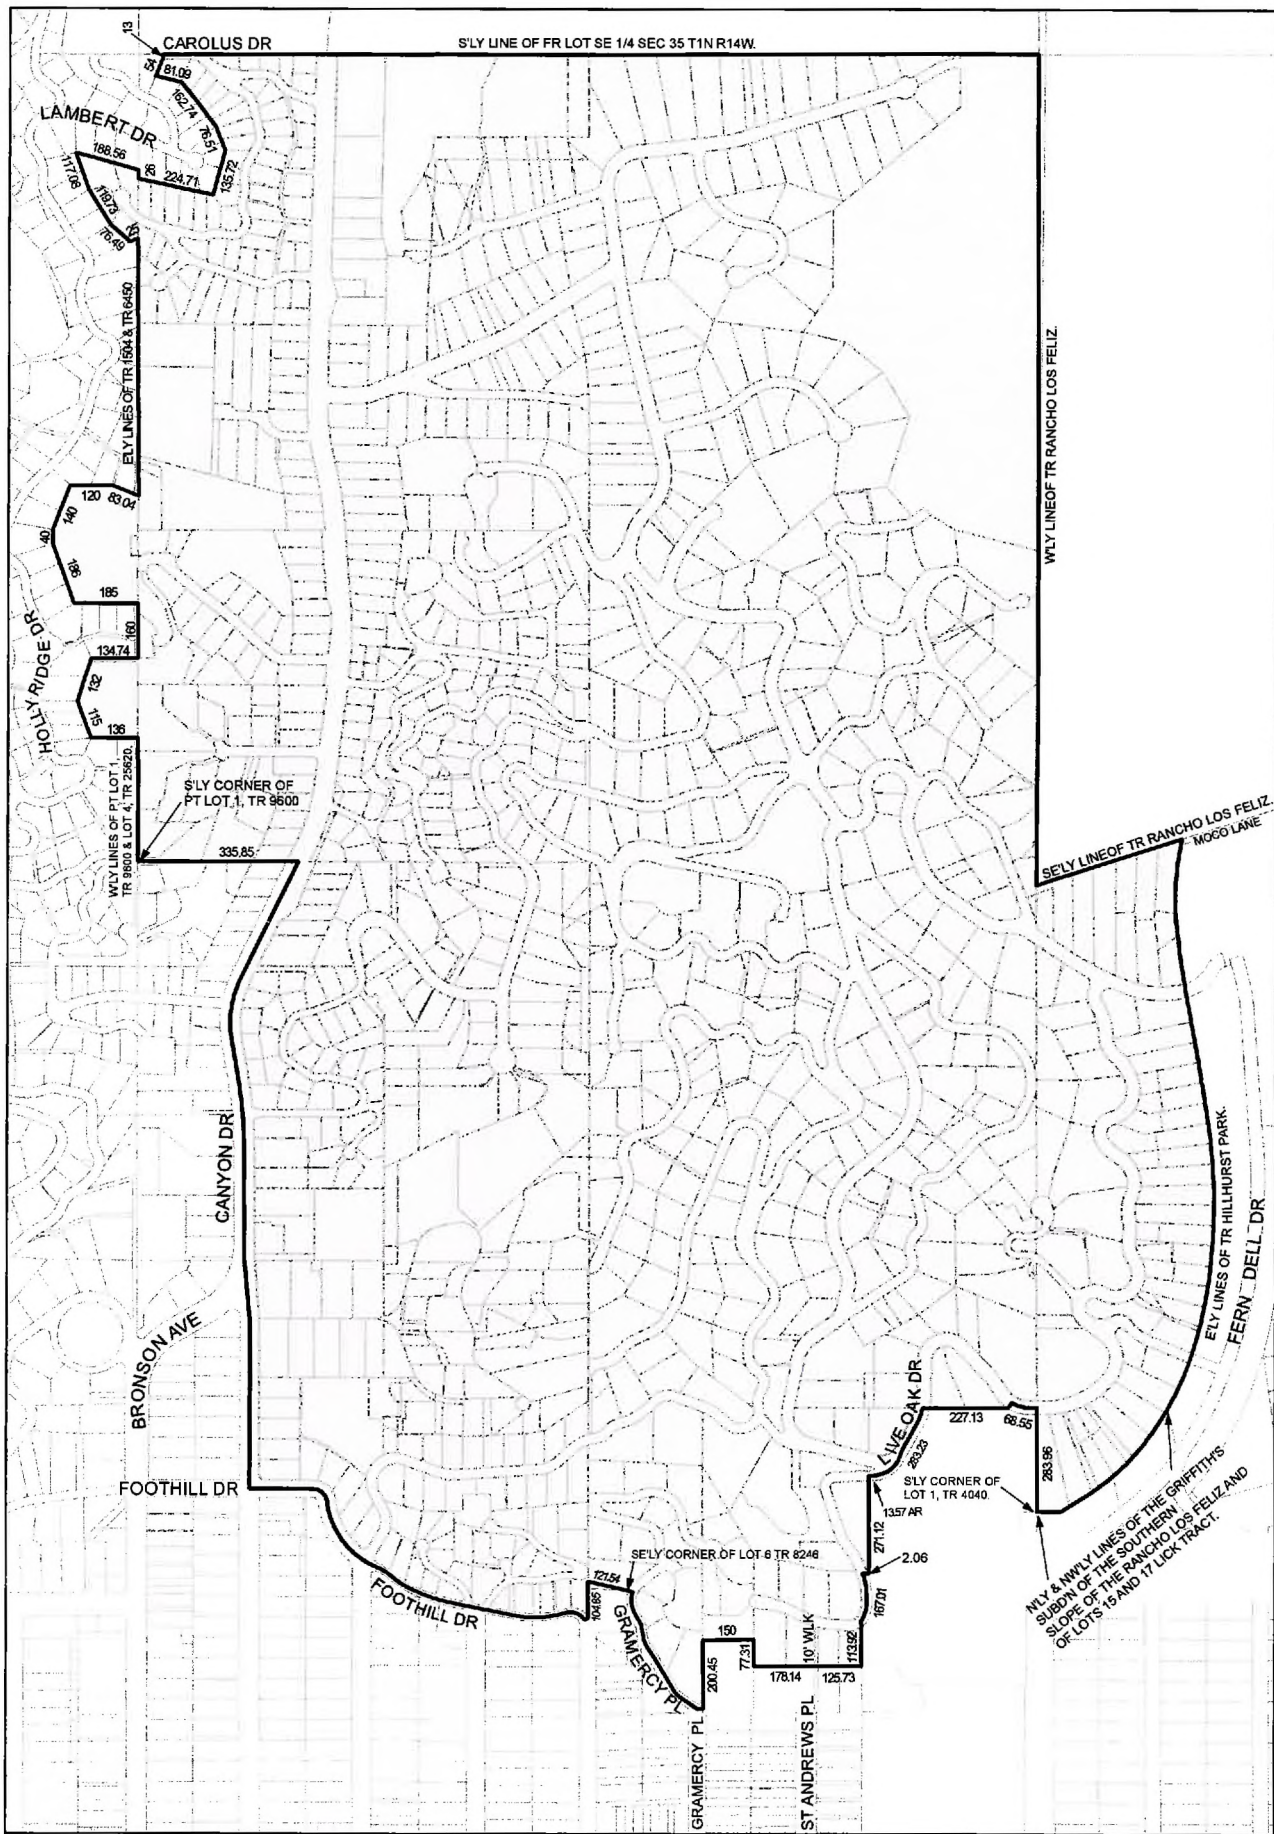 13
CAROLUS DR
S'LY LINE OF FR LOT SE 1/4 SEC 35 T1N R14W.
54
81.09
162.74
76.51
135.72
LAMBERT DR
188.56
26
224.71
117.08
119.73
76.49
ELY LINES OF TR 1504 & TR 6450
120
83.04
140
40
186
185
160
134.74
132
115
136
HOLLY RIDGE DR
WLY LINES OF PT LOT 1,
TR 9600 & LOT 4, TR 25620.
S'LY CORNER OF
PT LOT 1, TR 9600
335.85
W'LY LINEOF TR RANCHO LOS FELIZ.
SE'LY LINEOF TR RANCHO LOS FELIZ.
MOCO LANE
CANYON DR
BRONSON AVE
FOOTHILL DR
FOOTHILL DR
E'LY LINES OF TR HILLHURST PARK.
FERN DELL DR
LIVE OAK DR
283.23
227.13
68.55
283.96
S'LY CORNER OF
LOT 1, TR 4040.
13.57 AR
271.12
2.06
167.01
SE'LY CORNER OF LOT 6 TR 8246
121.54
104.85
GRAMERCY PL
150
200.45
77.31
178.14
10' WLK
125.73
113.92
GRAMERCY PL
ST ANDREWS PL
N'LY & NW'LY LINES OF THE GRIFFITH'S
SUBD'N OF THE SOUTHERN
SLOPE OF THE RANCHO LOS FELIZ AND
OF LOTS 15 AND 17 LICK TRACT.